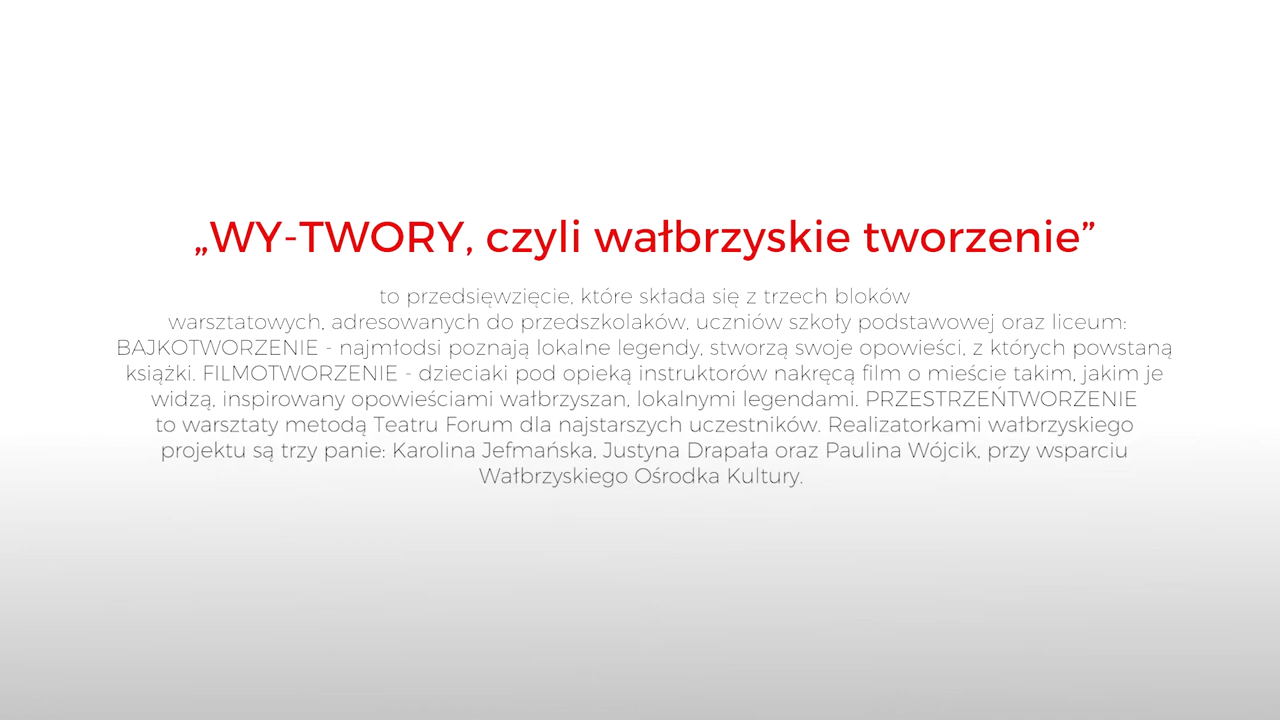 „WY-TWORY, czyli wałbrzyskie tworzenie”
to przedsięwzięcie, które składa się z trzech bloków
warsztatowych, adresowanych do przedszkolaków, uczniów szkoły podstawowej oraz liceum:
BAJKOTWORZENIE - najmłodsi poznają lokalne legendy, stworzą swoje opowieści, z których powstaną
książki. FILMOTWORZENIE - dzieciaki pod opieką instruktorów nakręcą film o mieście takim, jakim je
widzą, inspirowany opowieściami wałbrzyszan, lokalnymi legendami. PRZESTRZEŃTWORZENIE
to warsztaty metodą Teatru Forum dla najstarszych uczestników. Realizatorkami wałbrzyskiego
projektu są trzy panie: Karolina Jefmańska, Justyna Drapała oraz Paulina Wójcik, przy wsparciu
Wałbrzyskiego Ośrodka Kultury.